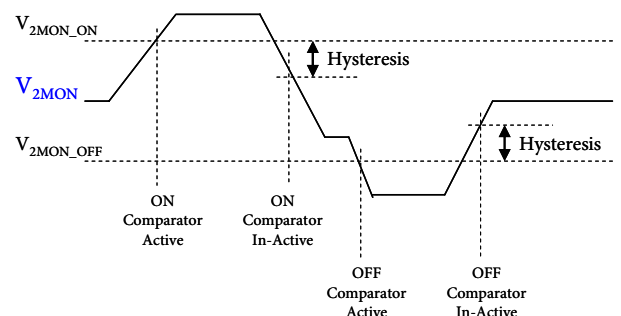 V2MON_ON
Hysteresis
V2MON
V2MON_OFF
Hysteresis
ON
Comparator
Active
ON
Comparator
In-Active
OFF
Comparator
Active
OFF
Comparator
In-Active